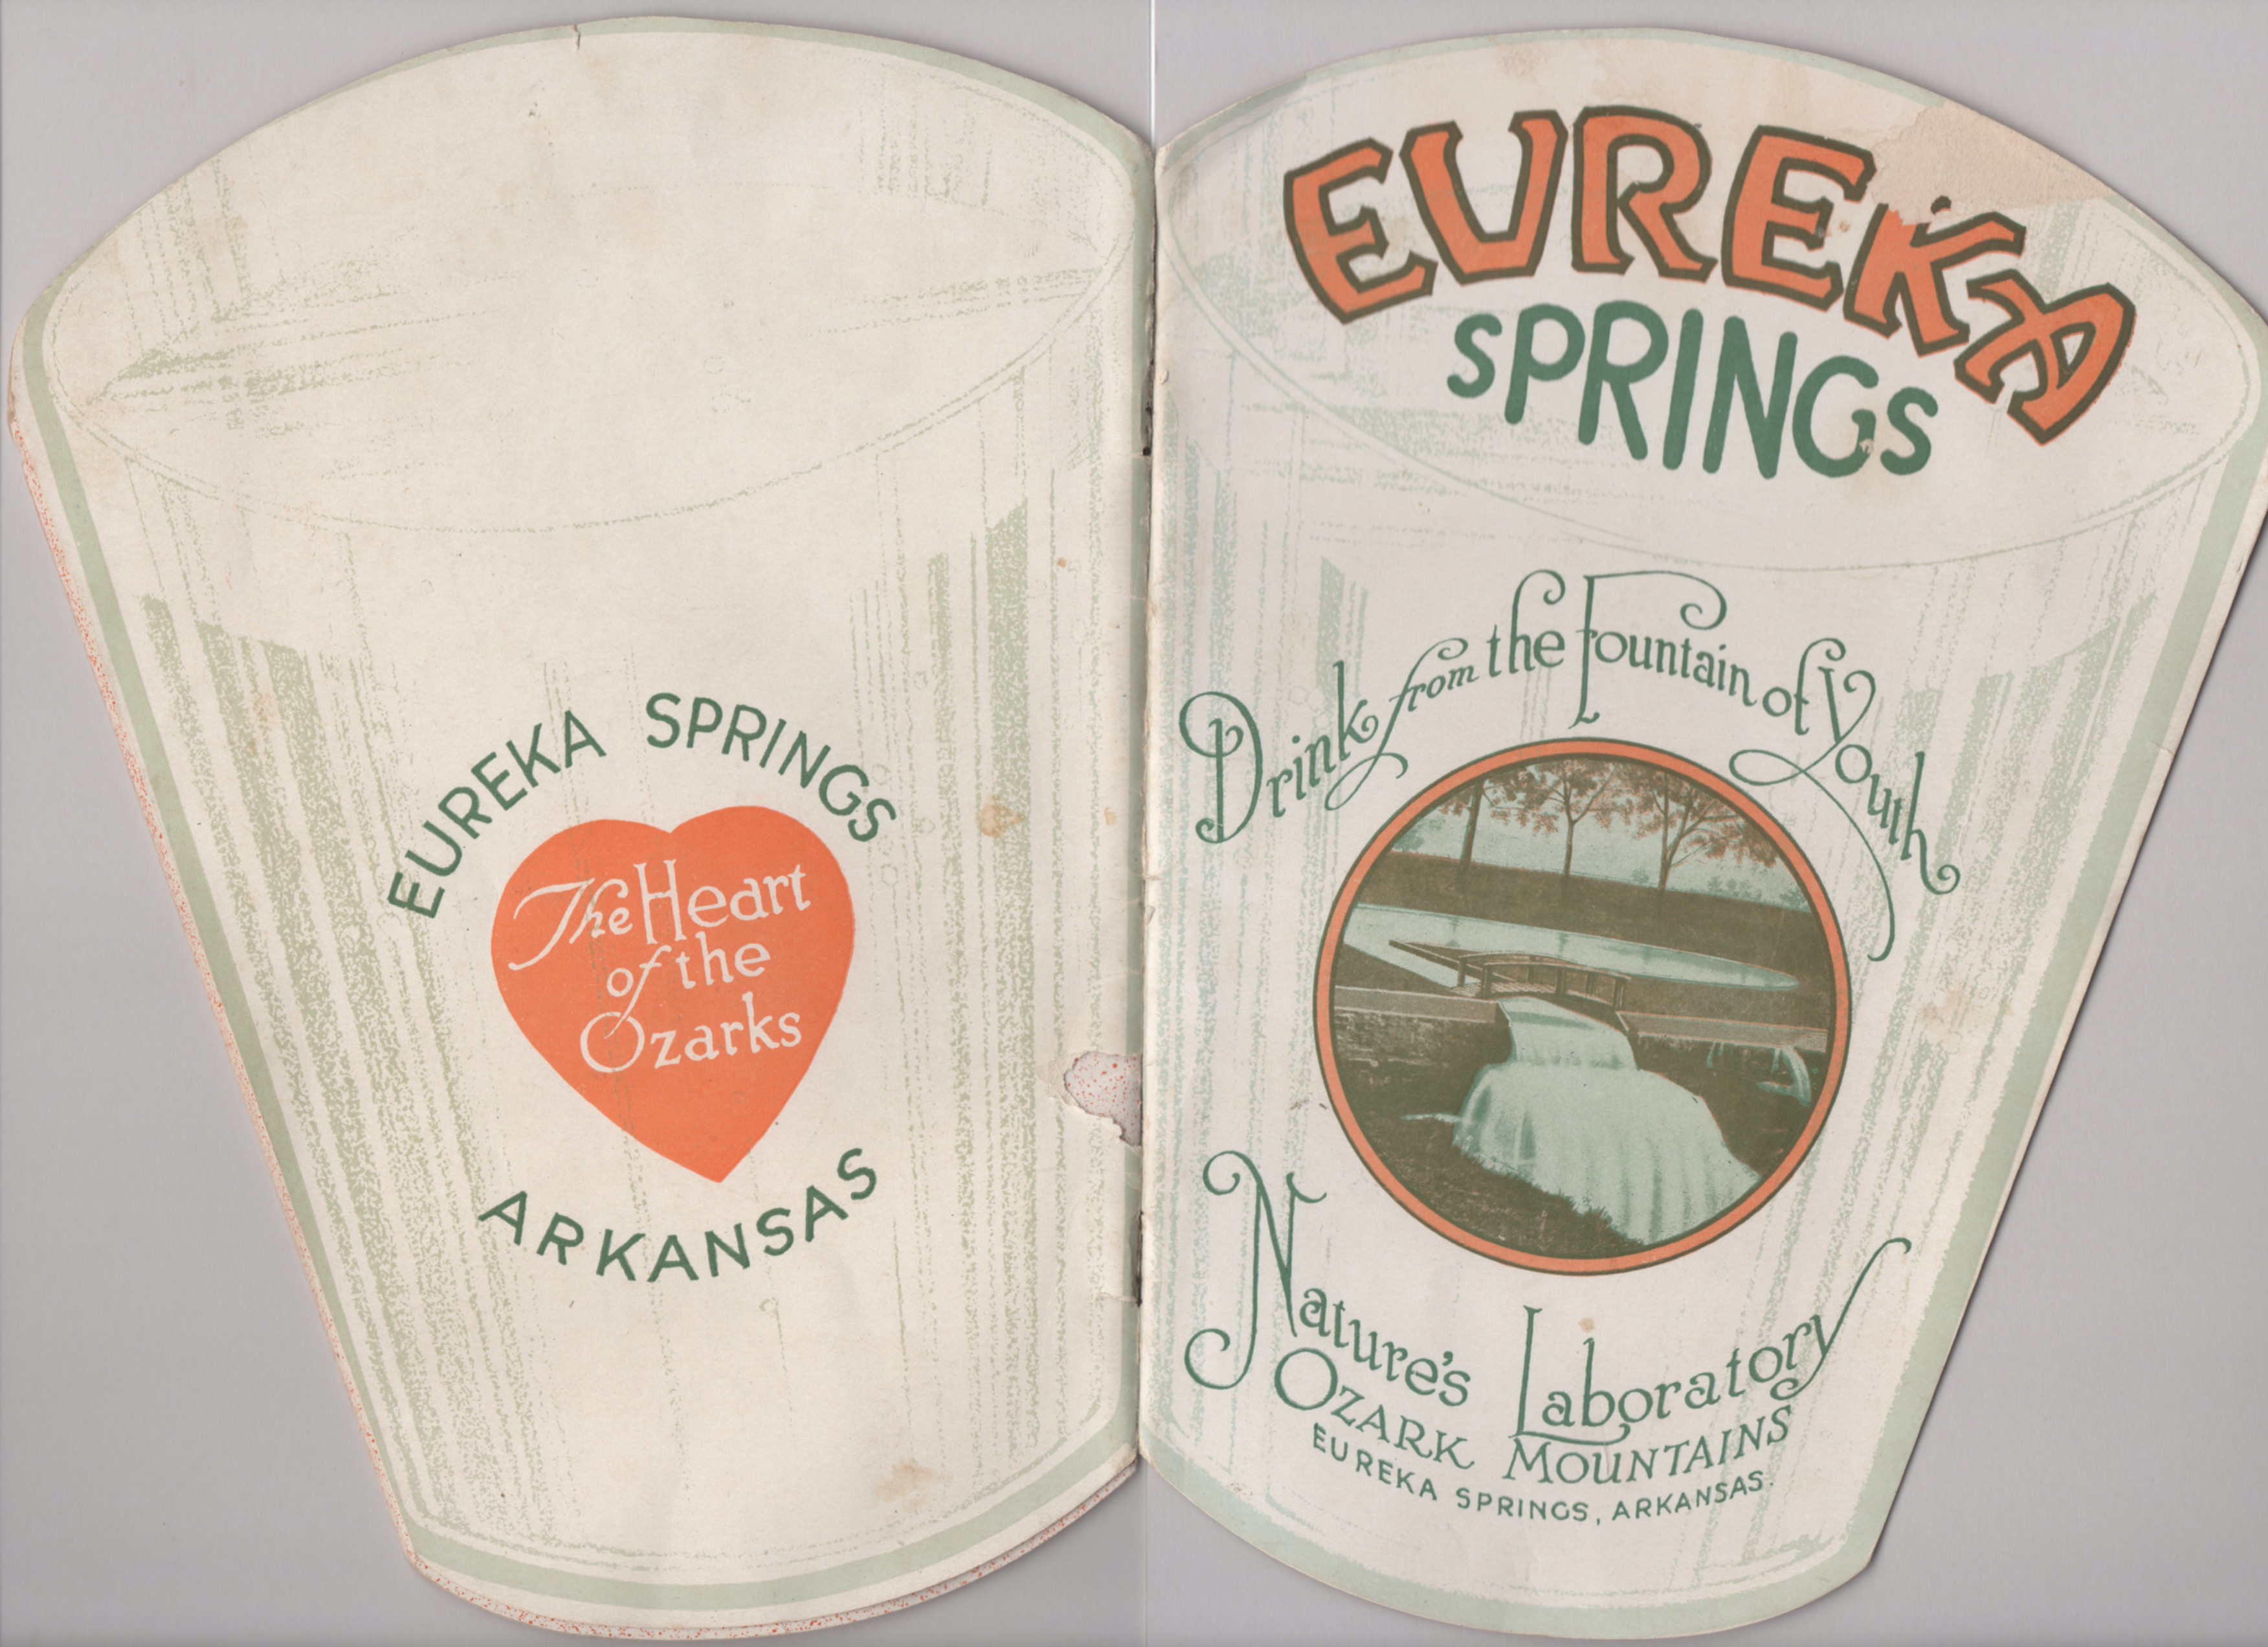 EUREKA SPRINGS
The Heart
of the
Ozarks
ARKANSAS
EUREKA
SPRINGS
Drink from the Fountain of Youth
Nature's Laboratory
OZARK MOUNTAINS
EUREKA SPRINGS, ARKANSAS.